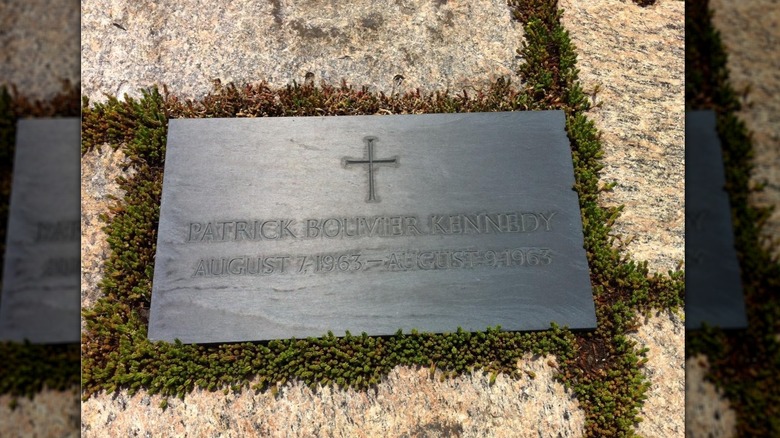 PATRICK BOUVIER KENNEDY
AUGUST 7, 1963 – AUGUST 9, 1963